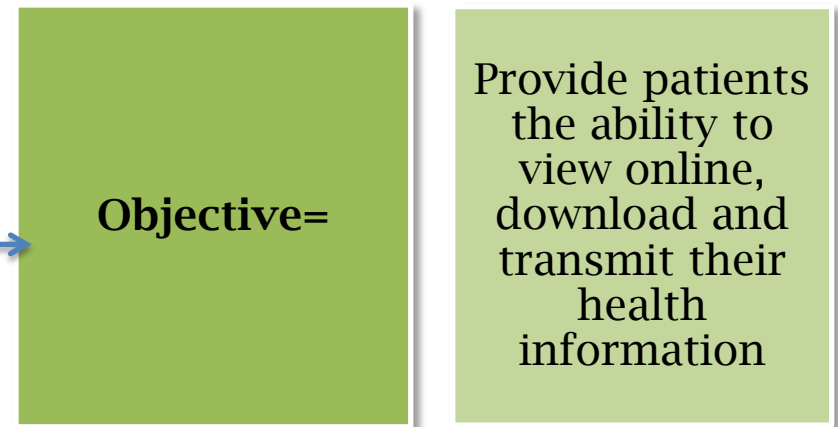 Objective=
Provide patients
the ability to
view online,
download and
transmit their
health
information